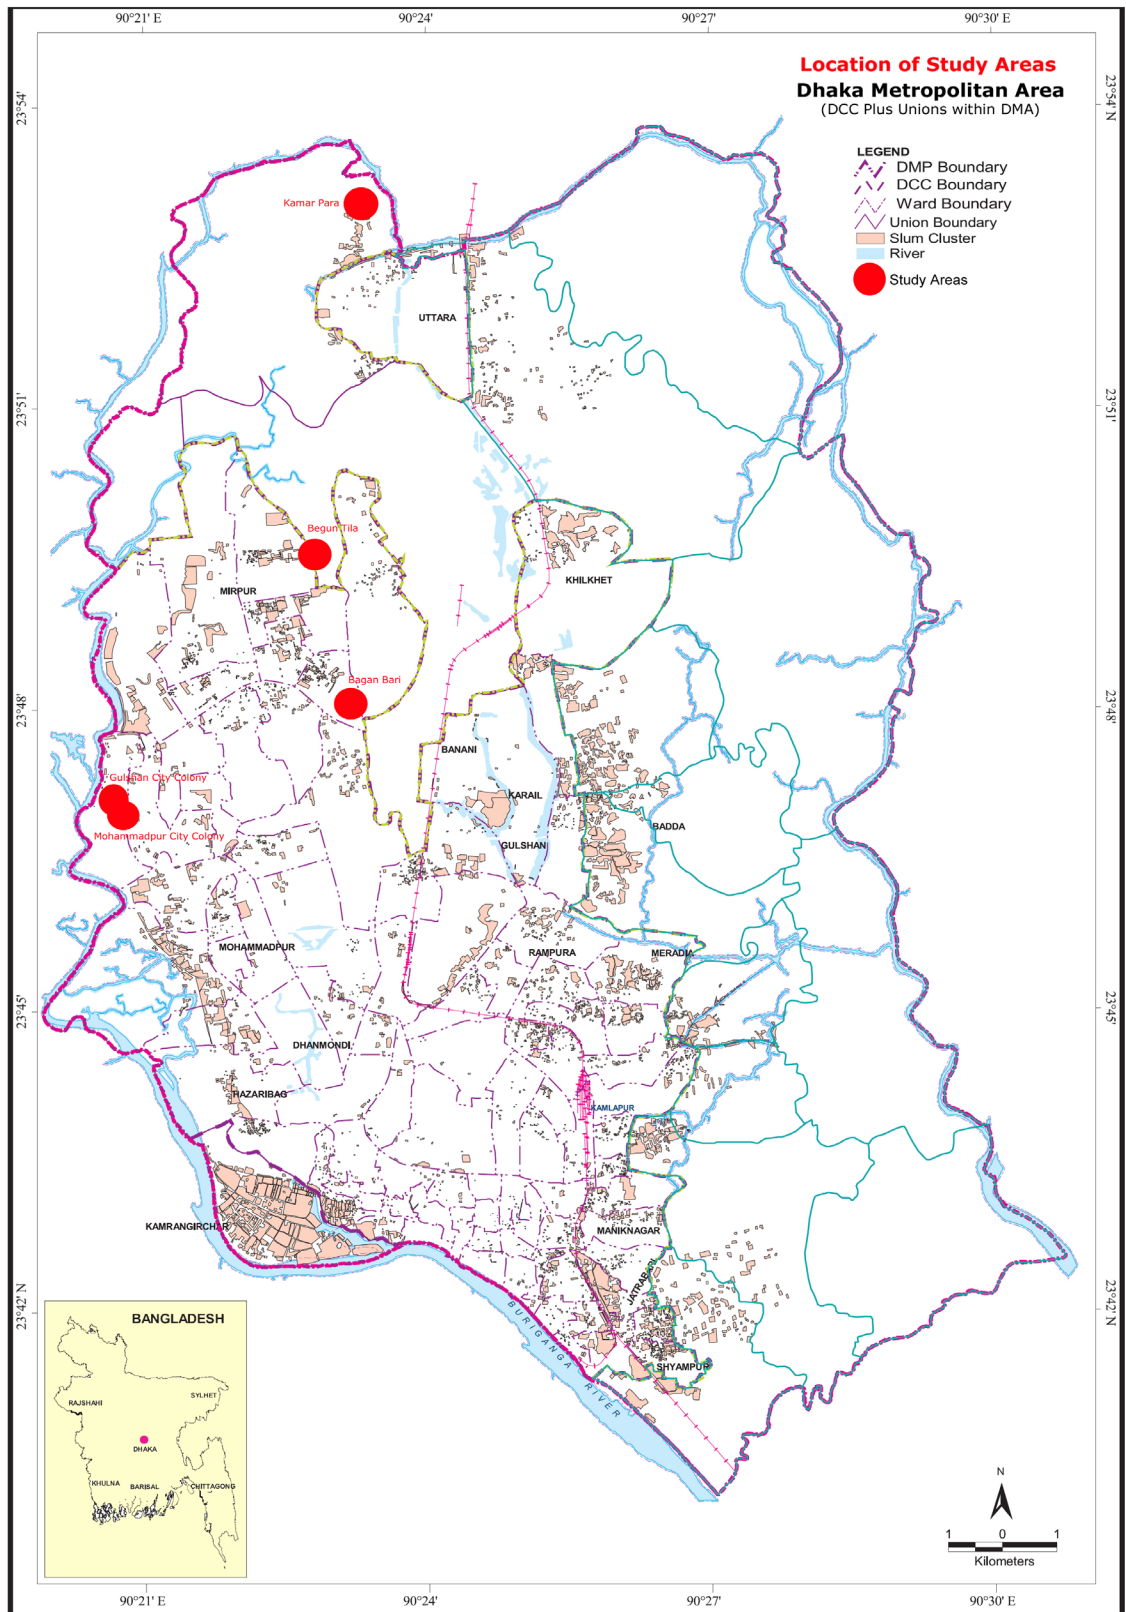 90°21' E
90°24'
90°27'
90°30' E
Location of Study Areas
Dhaka Metropolitan Area
(DCC Plus Unions within DMA)
23°54'
23°54' N
LEGEND
DMP Boundary
DCC Boundary
Ward Boundary
Union Boundary
Slum Cluster
River
Study Areas
Kamar Para
UTTARA
23°51'
23°51'
Begun Tila
KHILKHET
MIRPUR
Bagan Bari
23°48'
23°48'
BANANI
Gulshan City Colony
KARAIL
BADDA
Mohammadpur City Colony
GULSHAN
MOHAMMADPUR
RAMPURA
MERADIA
23°45'
23°45'
DHANMONDI
HAZARIBAG
KAMLAPUR
KAMRANGIRCHAR
MANIKNAGAR
JATRABARI
23°42' N
23°42' N
BURIGANGA RIVER
SHYAMPUR
BANGLADESH
SYLHET
RAJSHAHI
DHAKA
KHULNA
BARISAL
CHITTAGONG
N
1 0 1
Kilometers
90°21' E
90°24'
90°27'
90°30' E